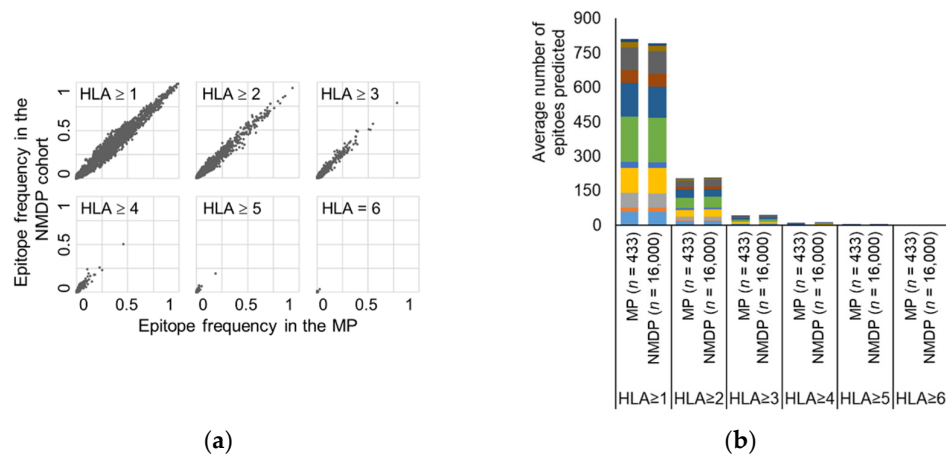 HLA ≥ 1
HLA ≥ 2
HLA ≥ 3
HLA ≥ 4
HLA ≥ 5
HLA = 6
Epitope frequency in the
NMDP cohort
0 0.5 1
0 0.5 1
0 0.5 1
0 0.5 1
0 0.5 1
Epitope frequency in the MP
(a)
Average number of
epitoes predicted
900
750
600
450
300
150
0
MP (n = 433)
NMDP (n = 16,000)
MP (n = 433)
NMDP (n = 16,000)
MP (n = 433)
NMDP (n = 16,000)
MP (n = 433)
NMDP (n = 16,000)
MP (n = 433)
NMDP (n = 16,000)
MP (n = 433)
NMDP (n = 16,000)
HLA≥1
HLA≥2
HLA≥3
HLA≥4
HLA≥5
HLA≥6
(b)